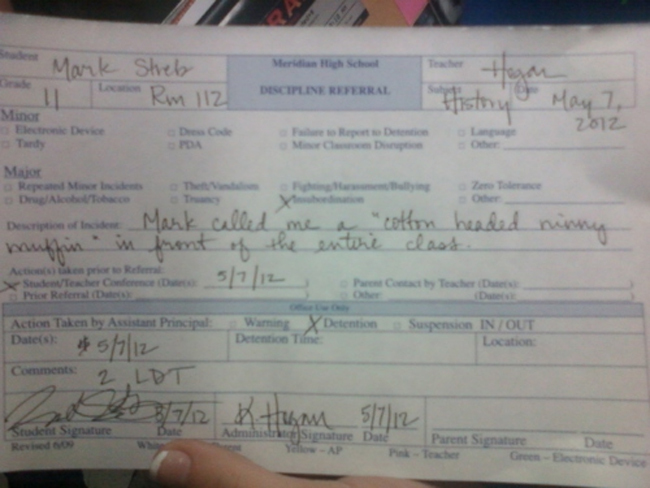 Student Mark Streb Meridian High School Teacher Hogan
Grade 11 Location Rm 112 DISCIPLINE REFERRAL Subject History Date May 7, 2012
Minor
□ Electronic Device □ Dress Code □ Failure to Report to Detention □ Language
□ Tardy □ PDA □ Minor Classroom Disruption □ Other:
Major
□ Repeated Minor Incidents □ Theft/Vandalism □ Fighting/Harassment/Bullying □ Zero Tolerance
□ Drug/Alcohol/Tobacco □ Truancy X Insubordination □ Other:
Description of Incident: Mark called me a "cotton headed ninny
muffin" in front of the entire class.
Action(s) taken prior to Referral:
X Student/Teacher Conference (Date(s): 5/7/12 ) □ Parent Contact by Teacher (Date(s): )
□ Prior Referral (Date(s): ) □ Other: (Date(s): )
Office Use Only
Action Taken by Assistant Principal: □ Warning X Detention □ Suspension IN / OUT
Date(s): 5/7/12 Detention Time: Location:
Comments: 2 LDT
5/7/12 K Hogan 5/7/12
Student Signature Date Administrator Signature Date Parent Signature Date
Revised 6/09 Yellow – AP Pink – Teacher Green – Electronic Device